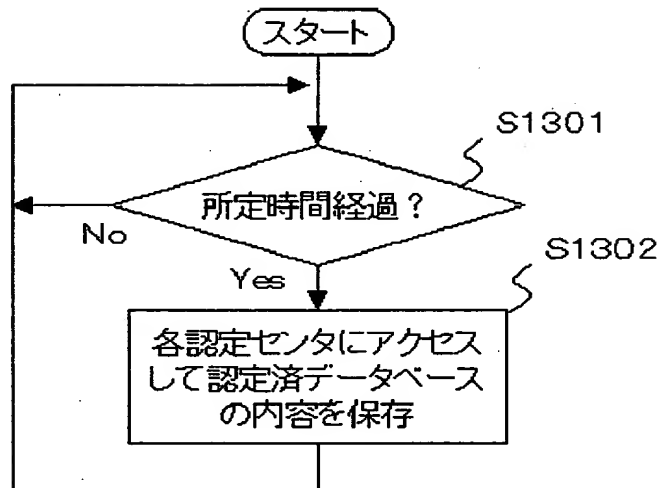 スタート
S1301
所定時間経過？
No
Yes
S1302
各認定センタにアクセス
して認定済データベース
の内容を保存